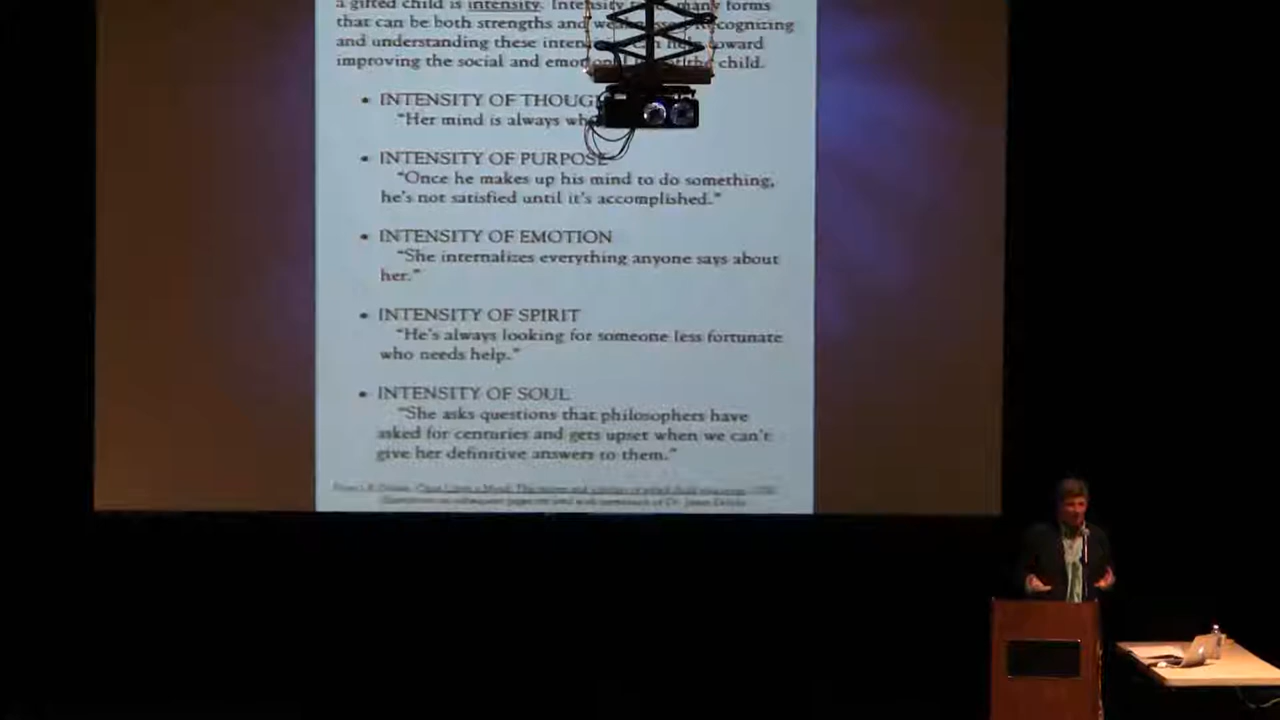 a gifted child is intensity. Intensity many forms
that can be both strengths and Recognizing
and understanding these can toward
improving the social and the child.
• INTENSITY OF
"Her mind is always
• INTENSITY OF PURPOSE
"Once he makes up his mind to do something,
he's not satisfied until it's accomplished."
• INTENSITY OF EMOTION
"She internalizes everything anyone says about
her."
• INTENSITY OF SPIRIT
"He's always looking for someone less fortunate
who needs help."
• INTENSITY OF SOUL
"She asks questions that philosophers have
asked for centuries and gets upset when we can't
give her definitive answers to them."